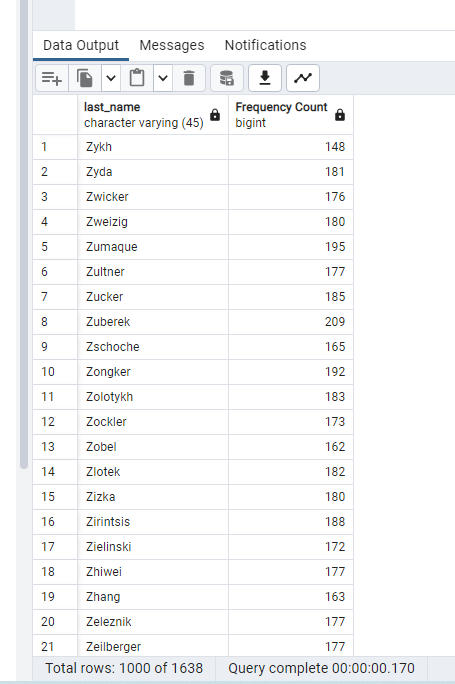 Data Output Messages Notifications
last_name Frequency Count
character varying (45) bigint
1 Zykh 148
2 Zyda 181
3 Zwicker 176
4 Zweizig 180
5 Zumaque 195
6 Zultner 177
7 Zucker 185
8 Zuberek 209
9 Zschoche 165
10 Zongker 192
11 Zolotykh 183
12 Zockler 173
13 Zobel 162
14 Zlotek 182
15 Zizka 180
16 Zirintsis 188
17 Zielinski 172
18 Zhiwei 177
19 Zhang 163
20 Zeleznik 177
21 Zeilberger 177
Total rows: 1000 of 1638 Query complete 00:00:00.170